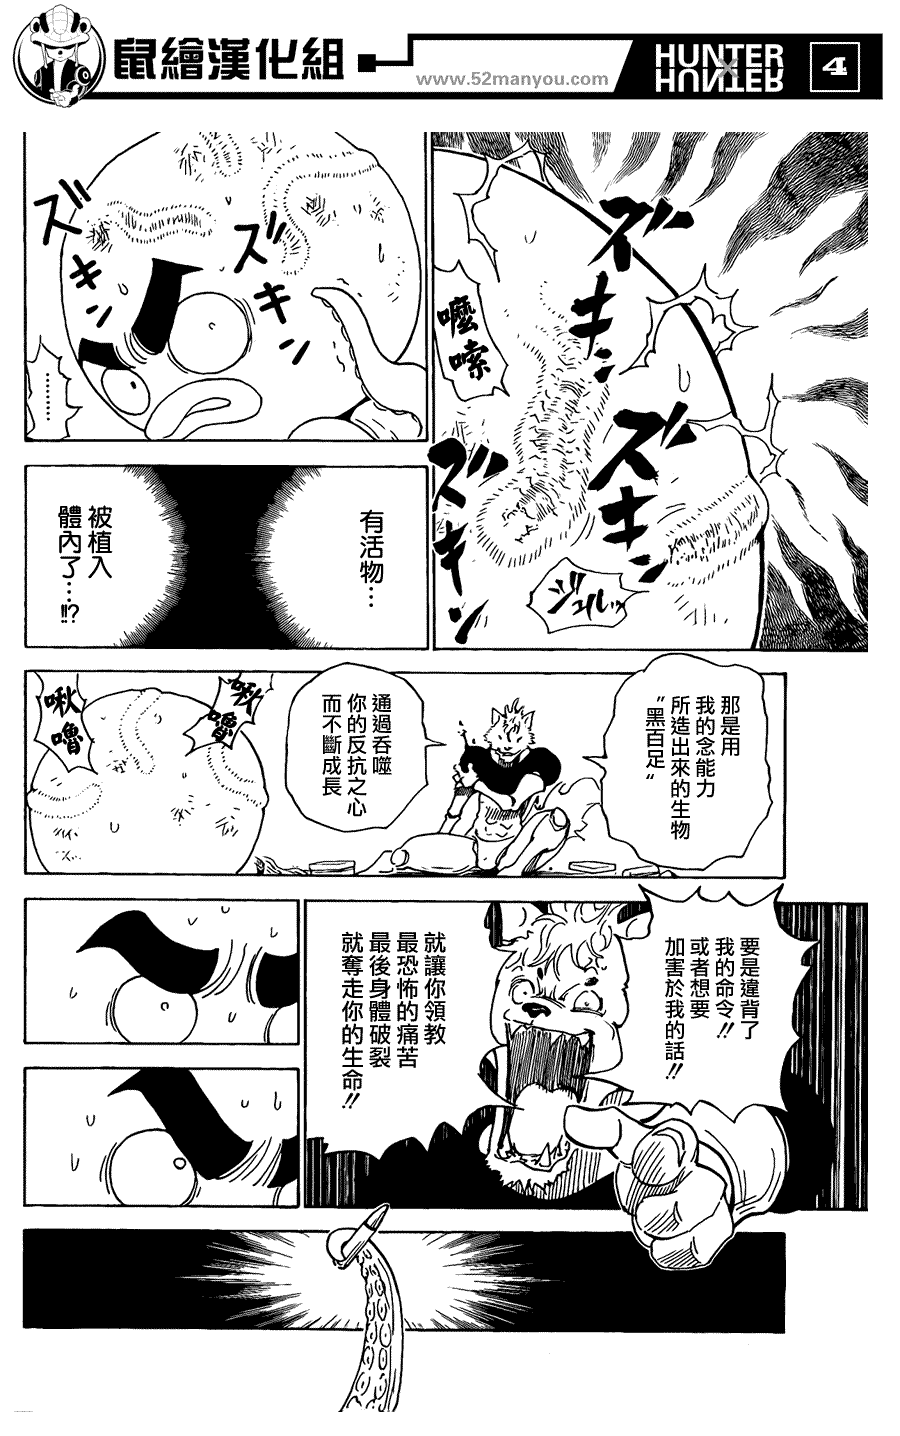 鼠繪漢化組
www.52manyou.com
HUNTER
×
HUNTER
4
ズキン
嚒嗦
ズキン
ズキン
ズキン
ズキン
………
有活物…
被植入
體內了…!!?
那是用
我的念能力
所造出來的生物
“黑百足”
通過吞噬
你的反抗之心
而不斷成長
啾嚕
啾嚕
要是違背了
我的命令!!
或者想要
加害於我的話!!
就讓你領教
最恐怖的痛苦
最後身體破裂
就奪走你的生命!!